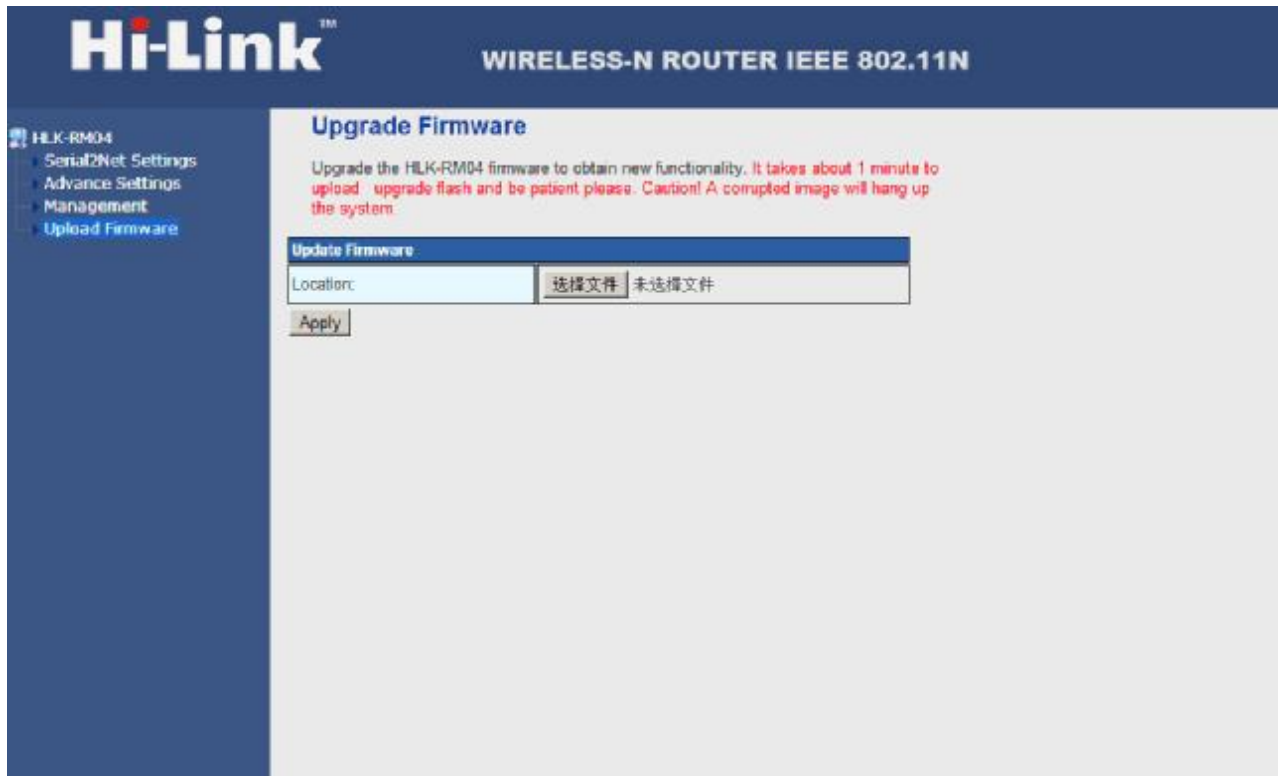 Hi-Link™
WIRELESS-N ROUTER IEEE 802.11N
HLK-RM04
Serial2Net Settings
Advance Settings
Management
Upload Firmware
Upgrade Firmware
Upgrade the HLK-RM04 firmware to obtain new functionality. It takes about 1 minute to
upload upgrade flash and be patient please. Caution! A corrupted image will hang up
the system.
Update Firmware
Location:
选择文件 未选择文件
Apply